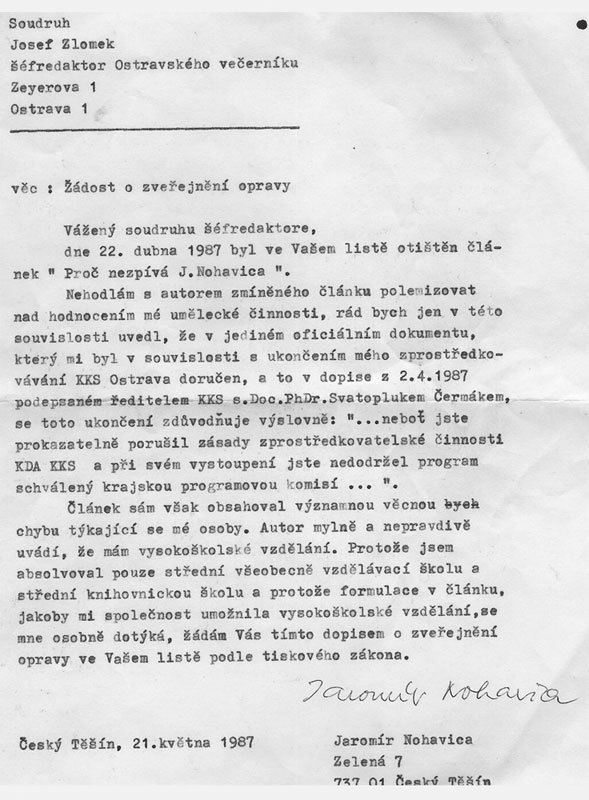 Soudruh
Josef Zlomek
šéfredaktor Ostravského večerníku
Zeyerova 1
Ostrava 1
věc : Žádost o zveřejnění opravy
Vážený soudruhu šéfredaktore,
dne 22. dubna 1987 byl ve Vašem listě otištěn člá-
nek " Proč nezpívá J.Nohavica ".
Nehodlám s autorem zmíněného článku polemizovat
nad hodnocením mé umělecké činnosti, rád bych jen v této
souvislosti uvedl, že v jediném oficiálním dokumentu,
který mi byl v souvislosti s ukončením mého zprostředko-
vávání KKS Ostrava doručen, a to v dopise z 2.4.1987
podepsaném ředitelem KKS s.Doc.PhDr.Svatoplukem Čermákem,
se toto ukončení zdůvodňuje výslovně: "...neboť jste
prokazatelně porušil zásady zprostředkovatelské činnosti
KDA KKS a při svém vystoupení jste nedodržel program
schválený krajskou programovou komisí ... ".
Článek sám však obsahoval významnou věcnou bych
chybu týkající se mé osoby. Autor mylně a nepravdivě
uvádí, že mám vysokoškolské vzdělání. Protože jsem
absolvoval pouze střední všeobecně vzdělávací školu a
střední knihovnickou školu a protože formulace v článku,
jakoby mi společnost umožnila vysokoškolské vzdělání,se
mne osobně dotýká, žádám Vás tímto dopisem o zveřejnění
opravy ve Vašem listě podle tiskového zákona.
Jaromír Nohavica
Český Těšín, 21.května 1987
Jaromír Nohavica
Zelená 7
737 01 Český Těšín